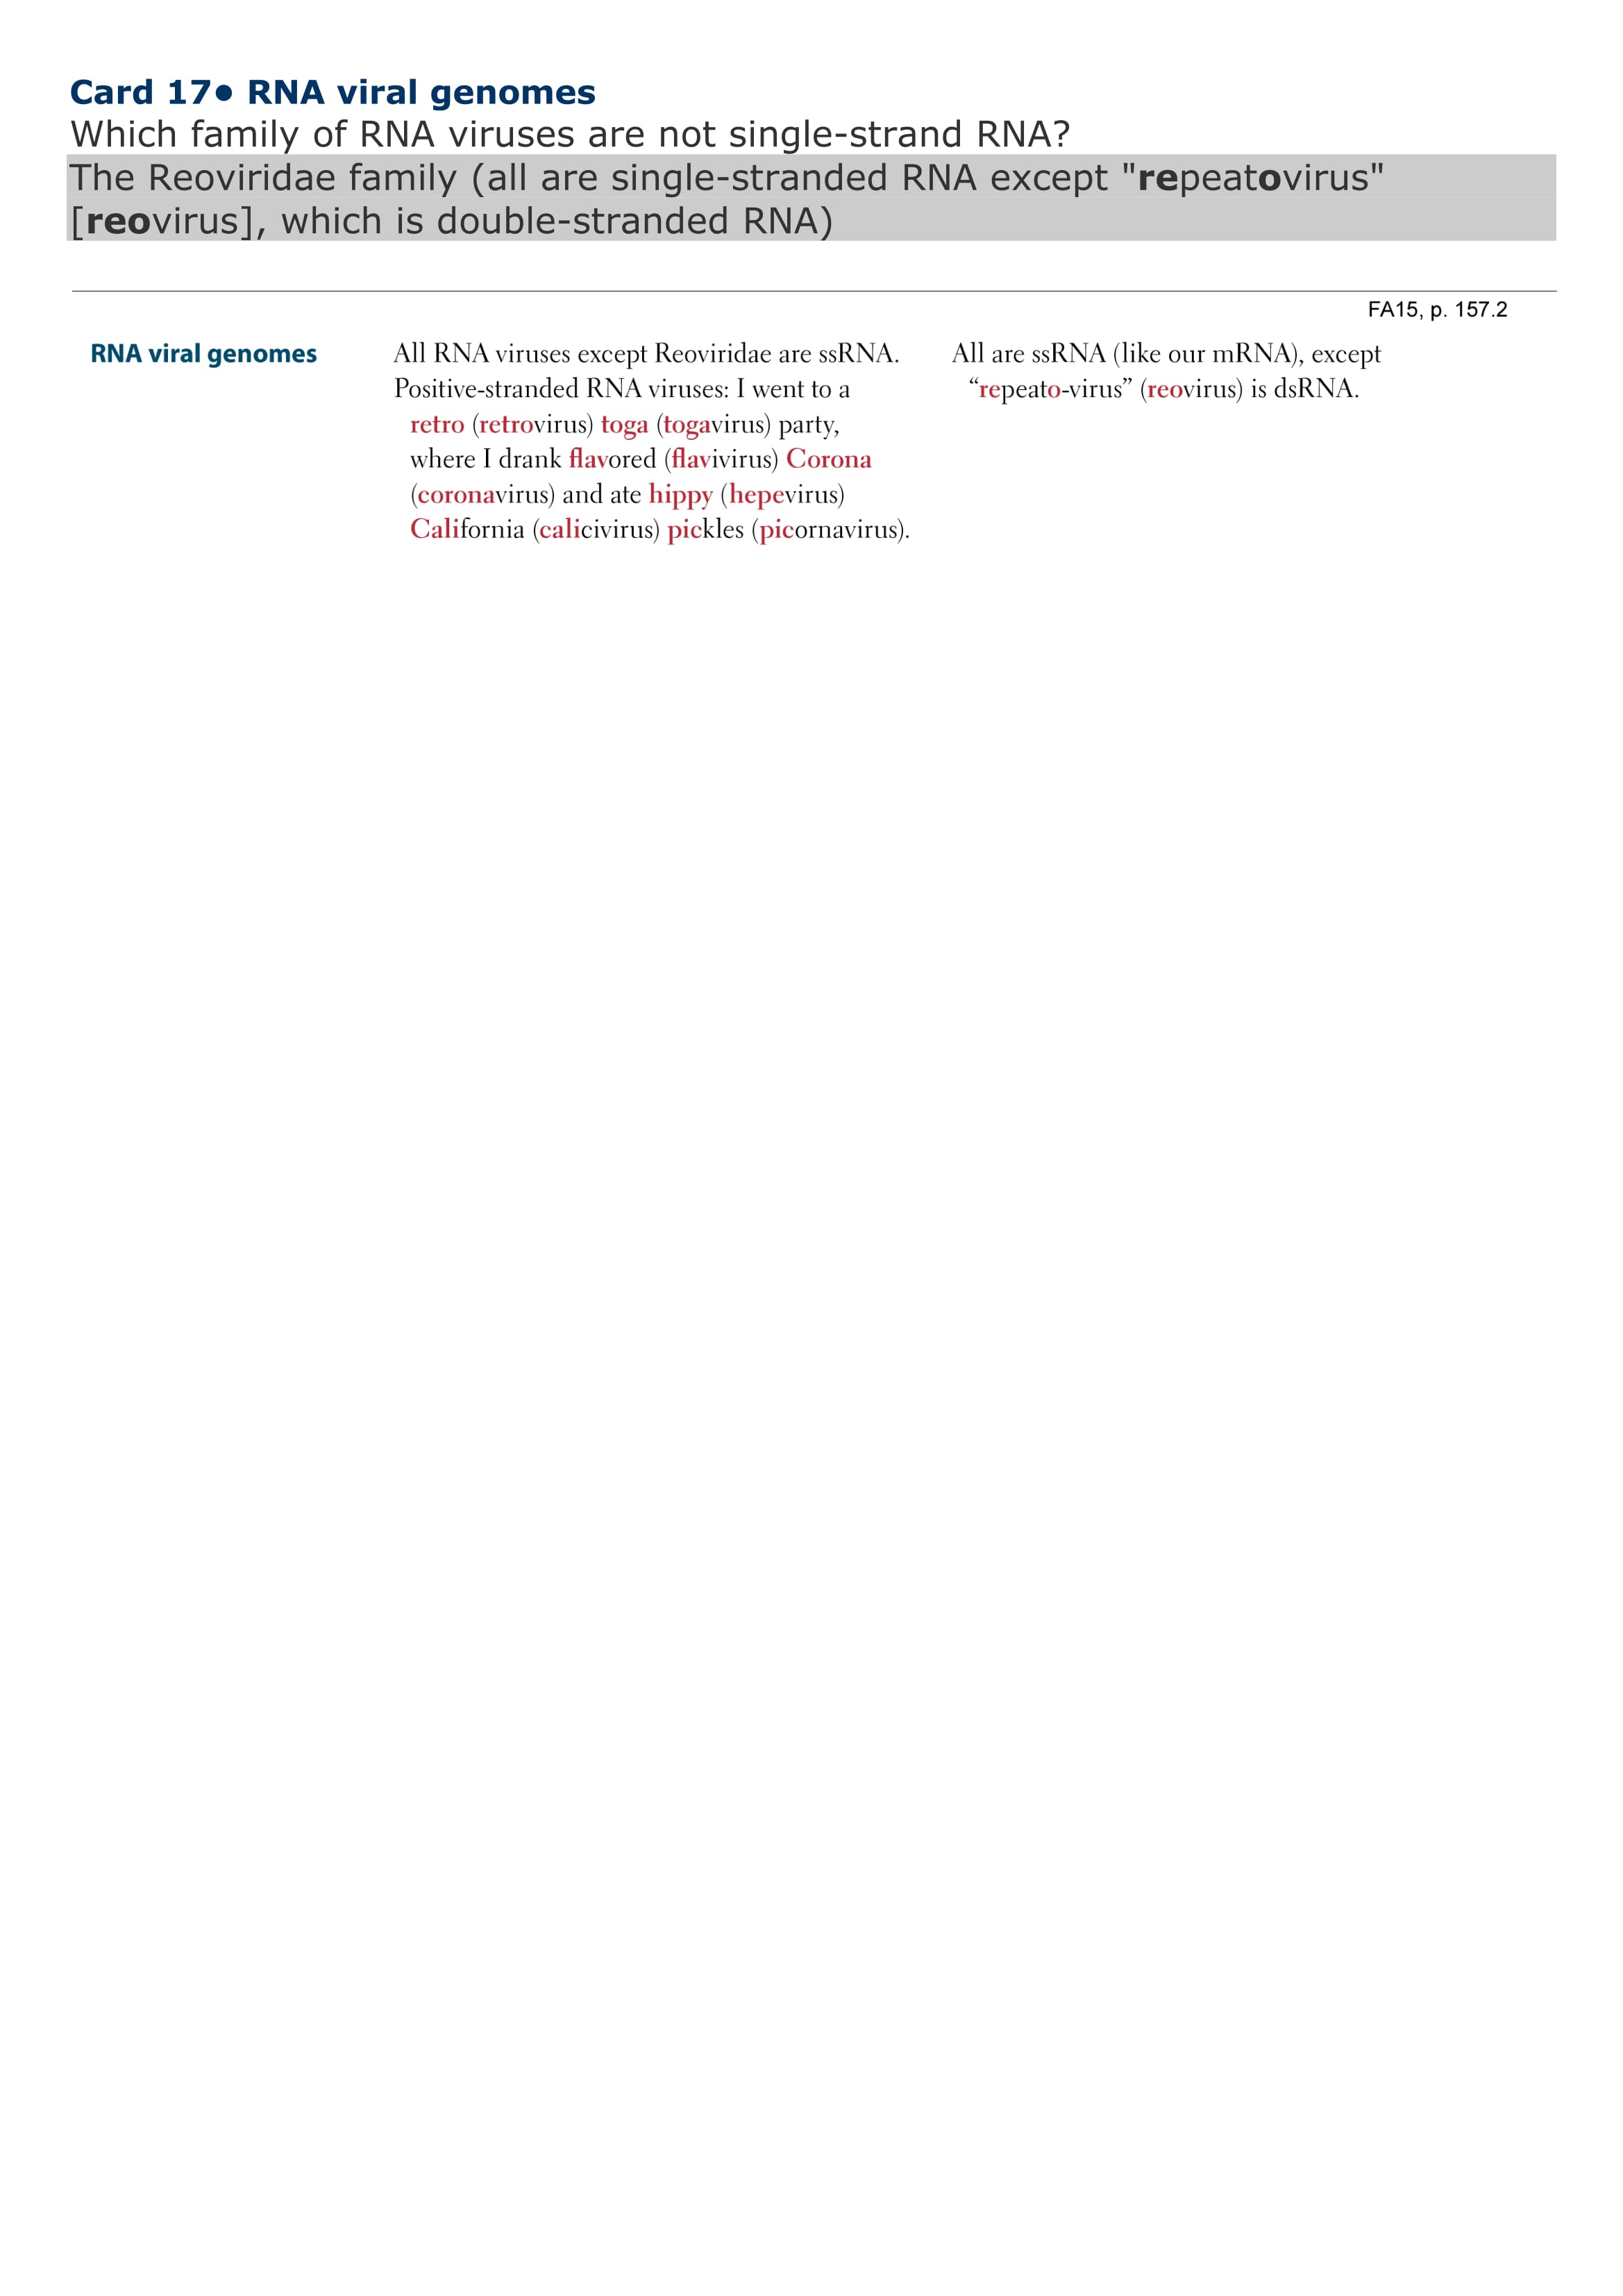 Card 17● RNA viral genomes
Which family of RNA viruses are not single-strand RNA?
The Reoviridae family (all are single-stranded RNA except "repeatovirus"
[reovirus], which is double-stranded RNA)
FA15, p. 157.2
RNA viral genomes
All RNA viruses except Reoviridae are ssRNA.
Positive-stranded RNA viruses: I went to a
retro (retrovirus) toga (togavirus) party,
where I drank flavored (flavivirus) Corona
(coronavirus) and ate hippy (hepevirus)
California (calicivirus) pickles (picornavirus).
All are ssRNA (like our mRNA), except
“repeato-virus” (reovirus) is dsRNA.